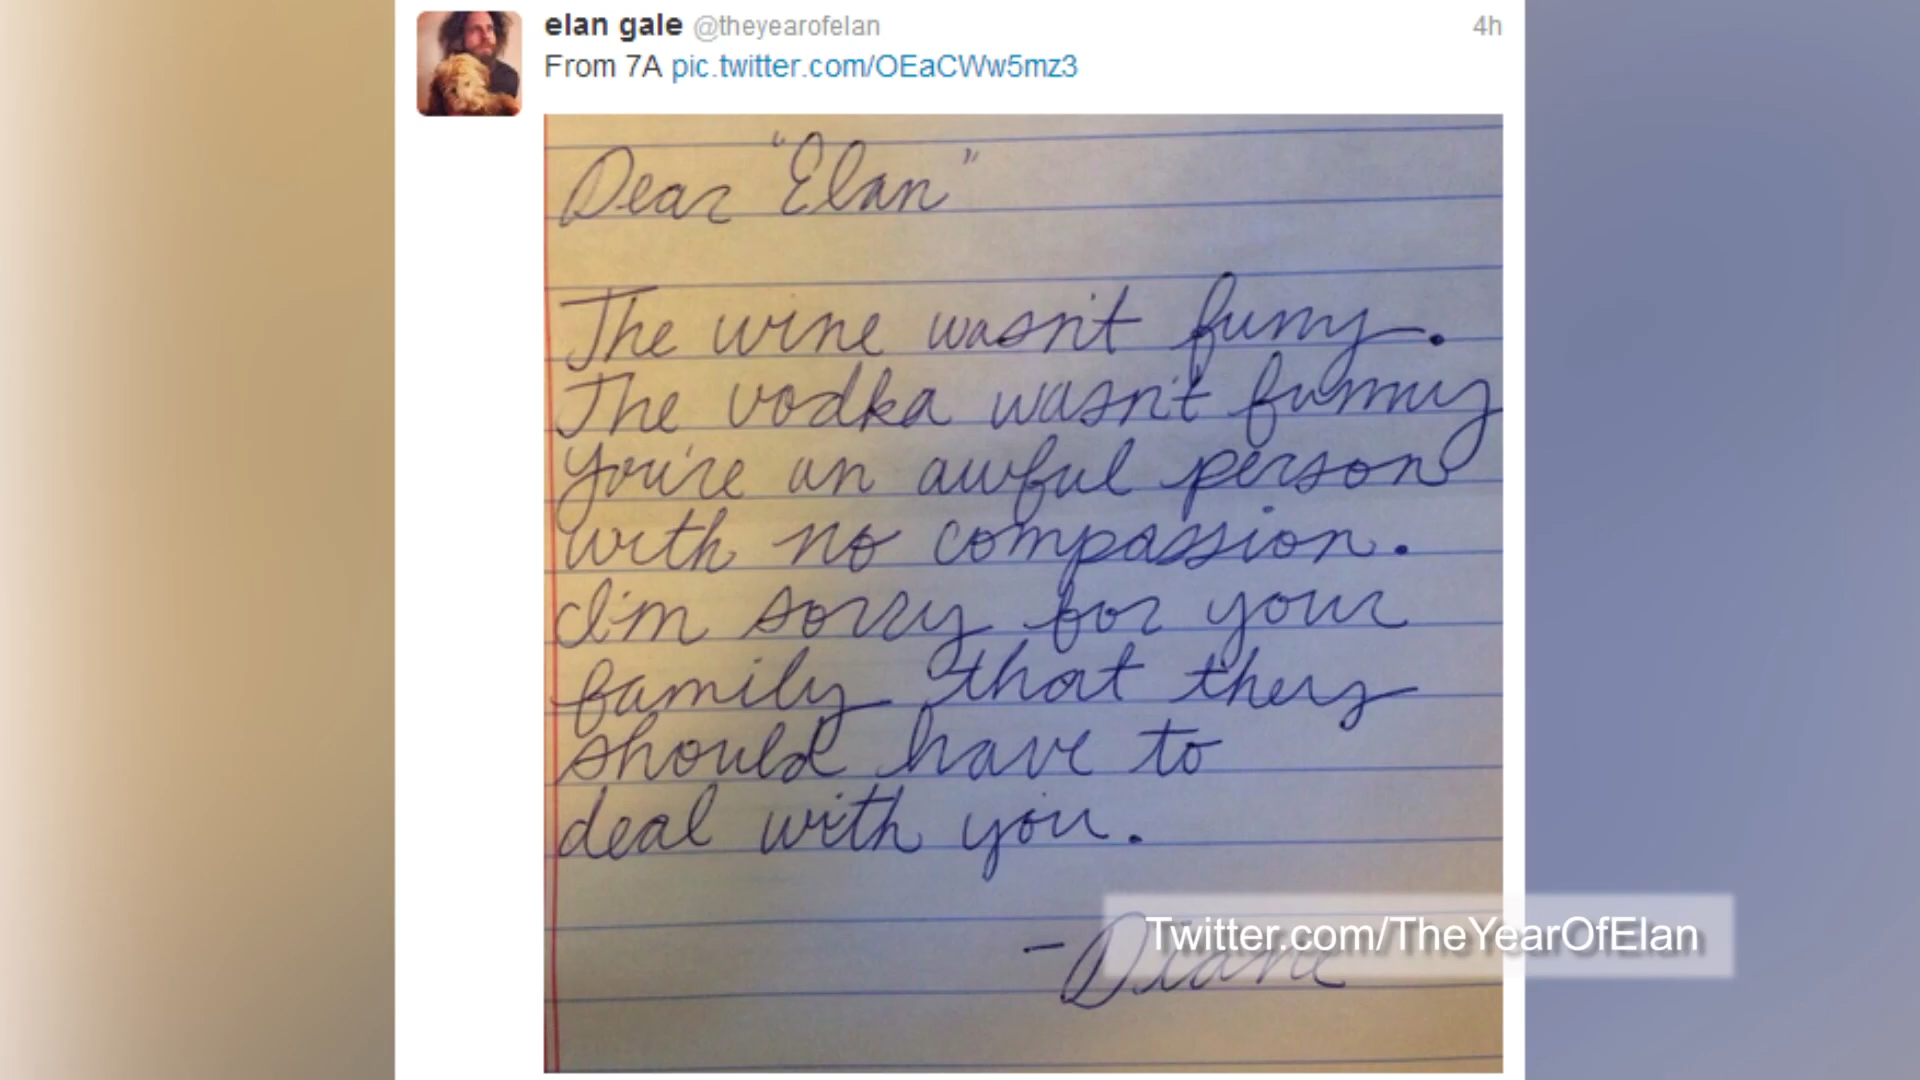 elan gale @theyearofelan 4h
From 7A pic.twitter.com/OEaCWw5mz3
Dear "Elan"
The wine wasn't funny.
The vodka wasn't funny
You're an awful person
with no compassion.
I'm sorry for your
family that they
should have to
deal with you.
-Diane
Twitter.com/TheYearOfElan